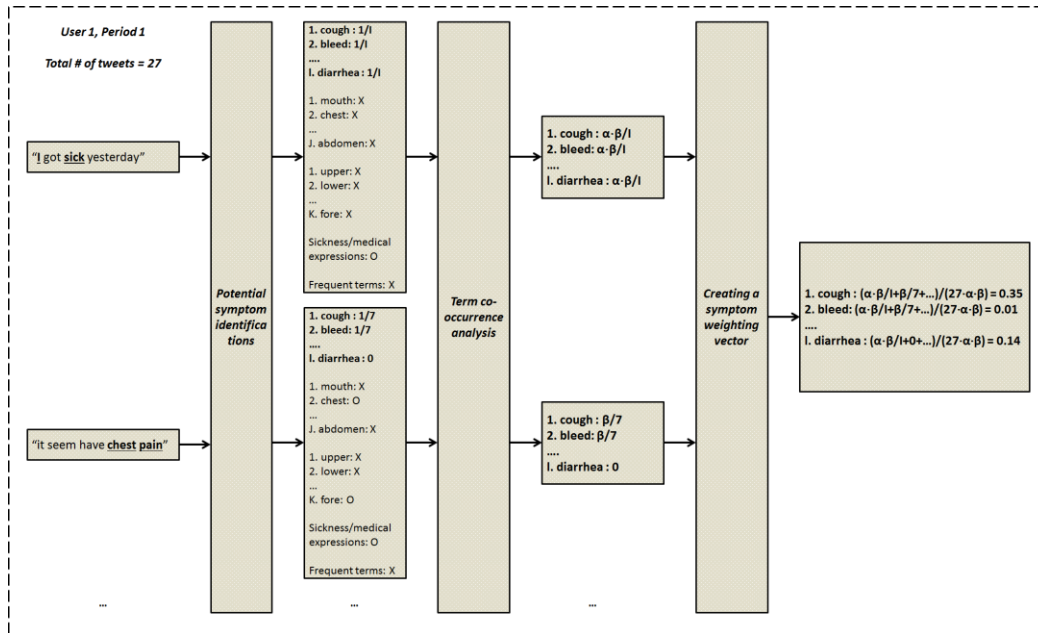 User 1, Period 1
Total # of tweets = 27
“I got sick yesterday”
“it seem have chest pain”
...
Potential
symptom
identifica
tions
1. cough : 1/I
2. bleed: 1/I
....
I. diarrhea : 1/I
1. mouth: X
2. chest: X
...
J. abdomen: X
1. upper: X
2. lower: X
...
K. fore: X
Sickness/medical
expressions: O
Frequent terms: X
1. cough : 1/7
2. bleed: 1/7
....
I. diarrhea: 0
1. mouth: X
2. chest: O
...
J. abdomen: X
1. upper: X
2. lower: X
...
K. fore: O
Sickness/medical
expressions: O
Frequent terms: X
...
Term co-
occurrence
analysis
1. cough : α·β/I
2. bleed: α·β/I
....
I. diarrhea : α·β/I
1. cough : β/7
2. bleed: β/7
....
I. diarrhea : 0
...
Creating a
symptom
weighting
vector
1. cough : (α·β/I+β/7+...)/(27·α·β) = 0.35
2. bleed: (α·β/I+β/7+...)/(27·α·β) = 0.01
....
I. diarrhea : (α·β/I+0+...)/(27·α·β) = 0.14